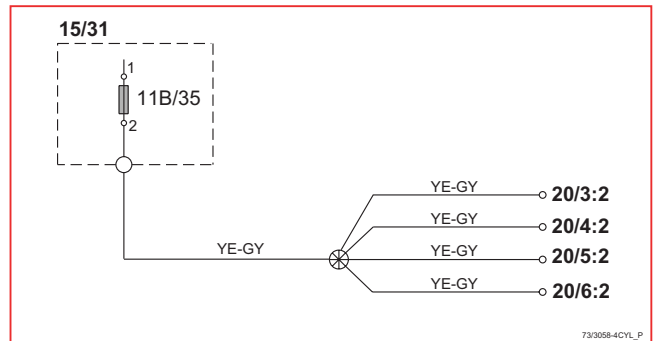 15/31
1
11B/35
2
YE-GY
YE-GY 20/3:2
YE-GY 20/4:2
YE-GY 20/5:2
YE-GY 20/6:2
73/3058-4CYL_P